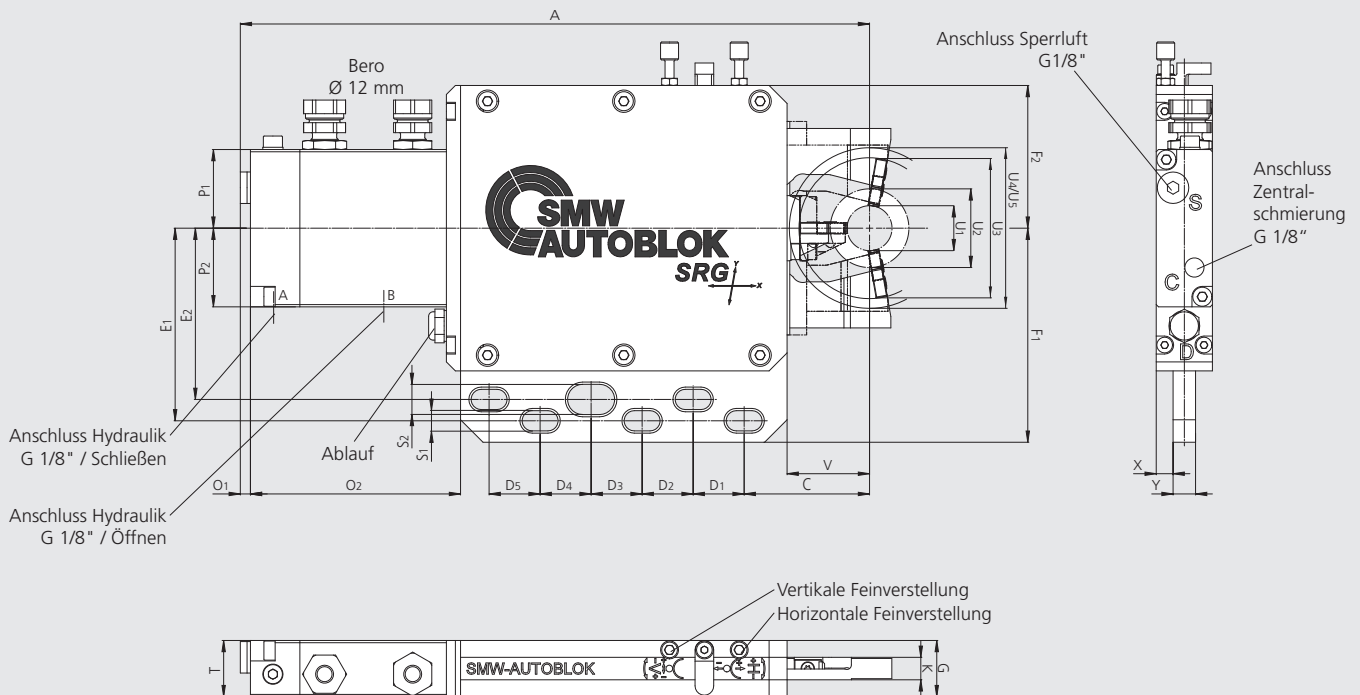 A
Anschluss Sperrluft
G1/8"
Bero
Ø 12 mm
Anschluss
Zentral-
schmierung
G 1/8“
P1
P2
F2
F1
U1
U2
U3
U4/U5
S
C
D
SMW
AUTOBLOK
SRG
Y
X
A
B
E1
E2
S2
S1
Anschluss Hydraulik
G 1/8" / Schließen
Ablauf
O1
O2
D5
D4
D3
D2
D1
V
C
X
Y
Anschluss Hydraulik
G 1/8" / Öffnen
Vertikale Feinverstellung
Horizontale Feinverstellung
T
SMW-AUTOBLOK
K
G